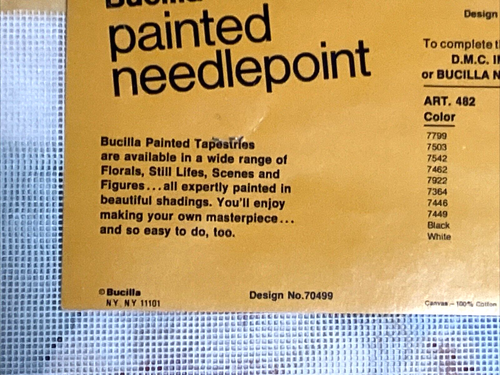 Bucilla
painted
needlepoint
Bucilla Painted Tapestries
are available in a wide range of
Florals, Still Lifes, Scenes and
Figures...all expertly painted in
beautiful shadings. You'll enjoy
making your own masterpiece...
and so easy to do, too.
©Bucilla
NY, NY 11101
Design No.70499
Design
To complete
D.M.C.
or BUCILLA
ART. 482
Color
7799
7503
7542
7462
7922
7364
7446
7449
Black
White
Canvas – 100% Cotton